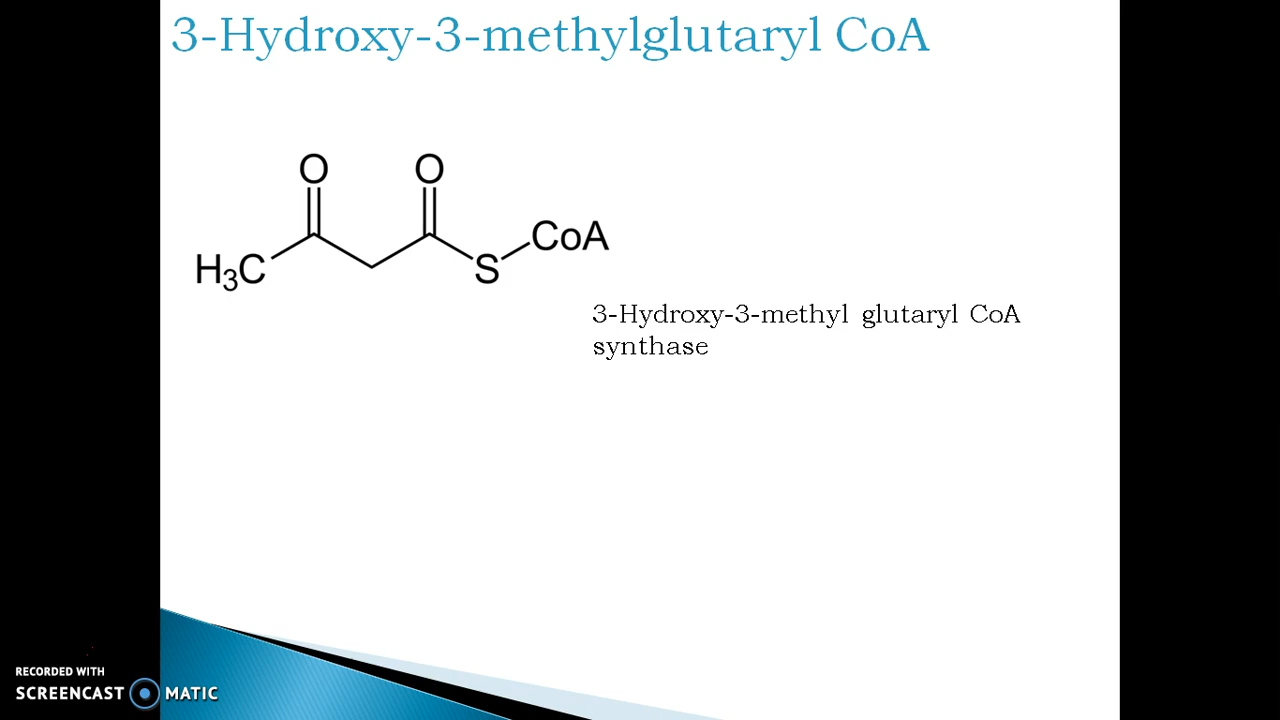 3-Hydroxy-3-methylglutaryl CoA
O O
CoA
H₃C S
3-Hydroxy-3-methyl glutaryl CoA
synthase
RECORDED WITH
SCREENCAST MATIC